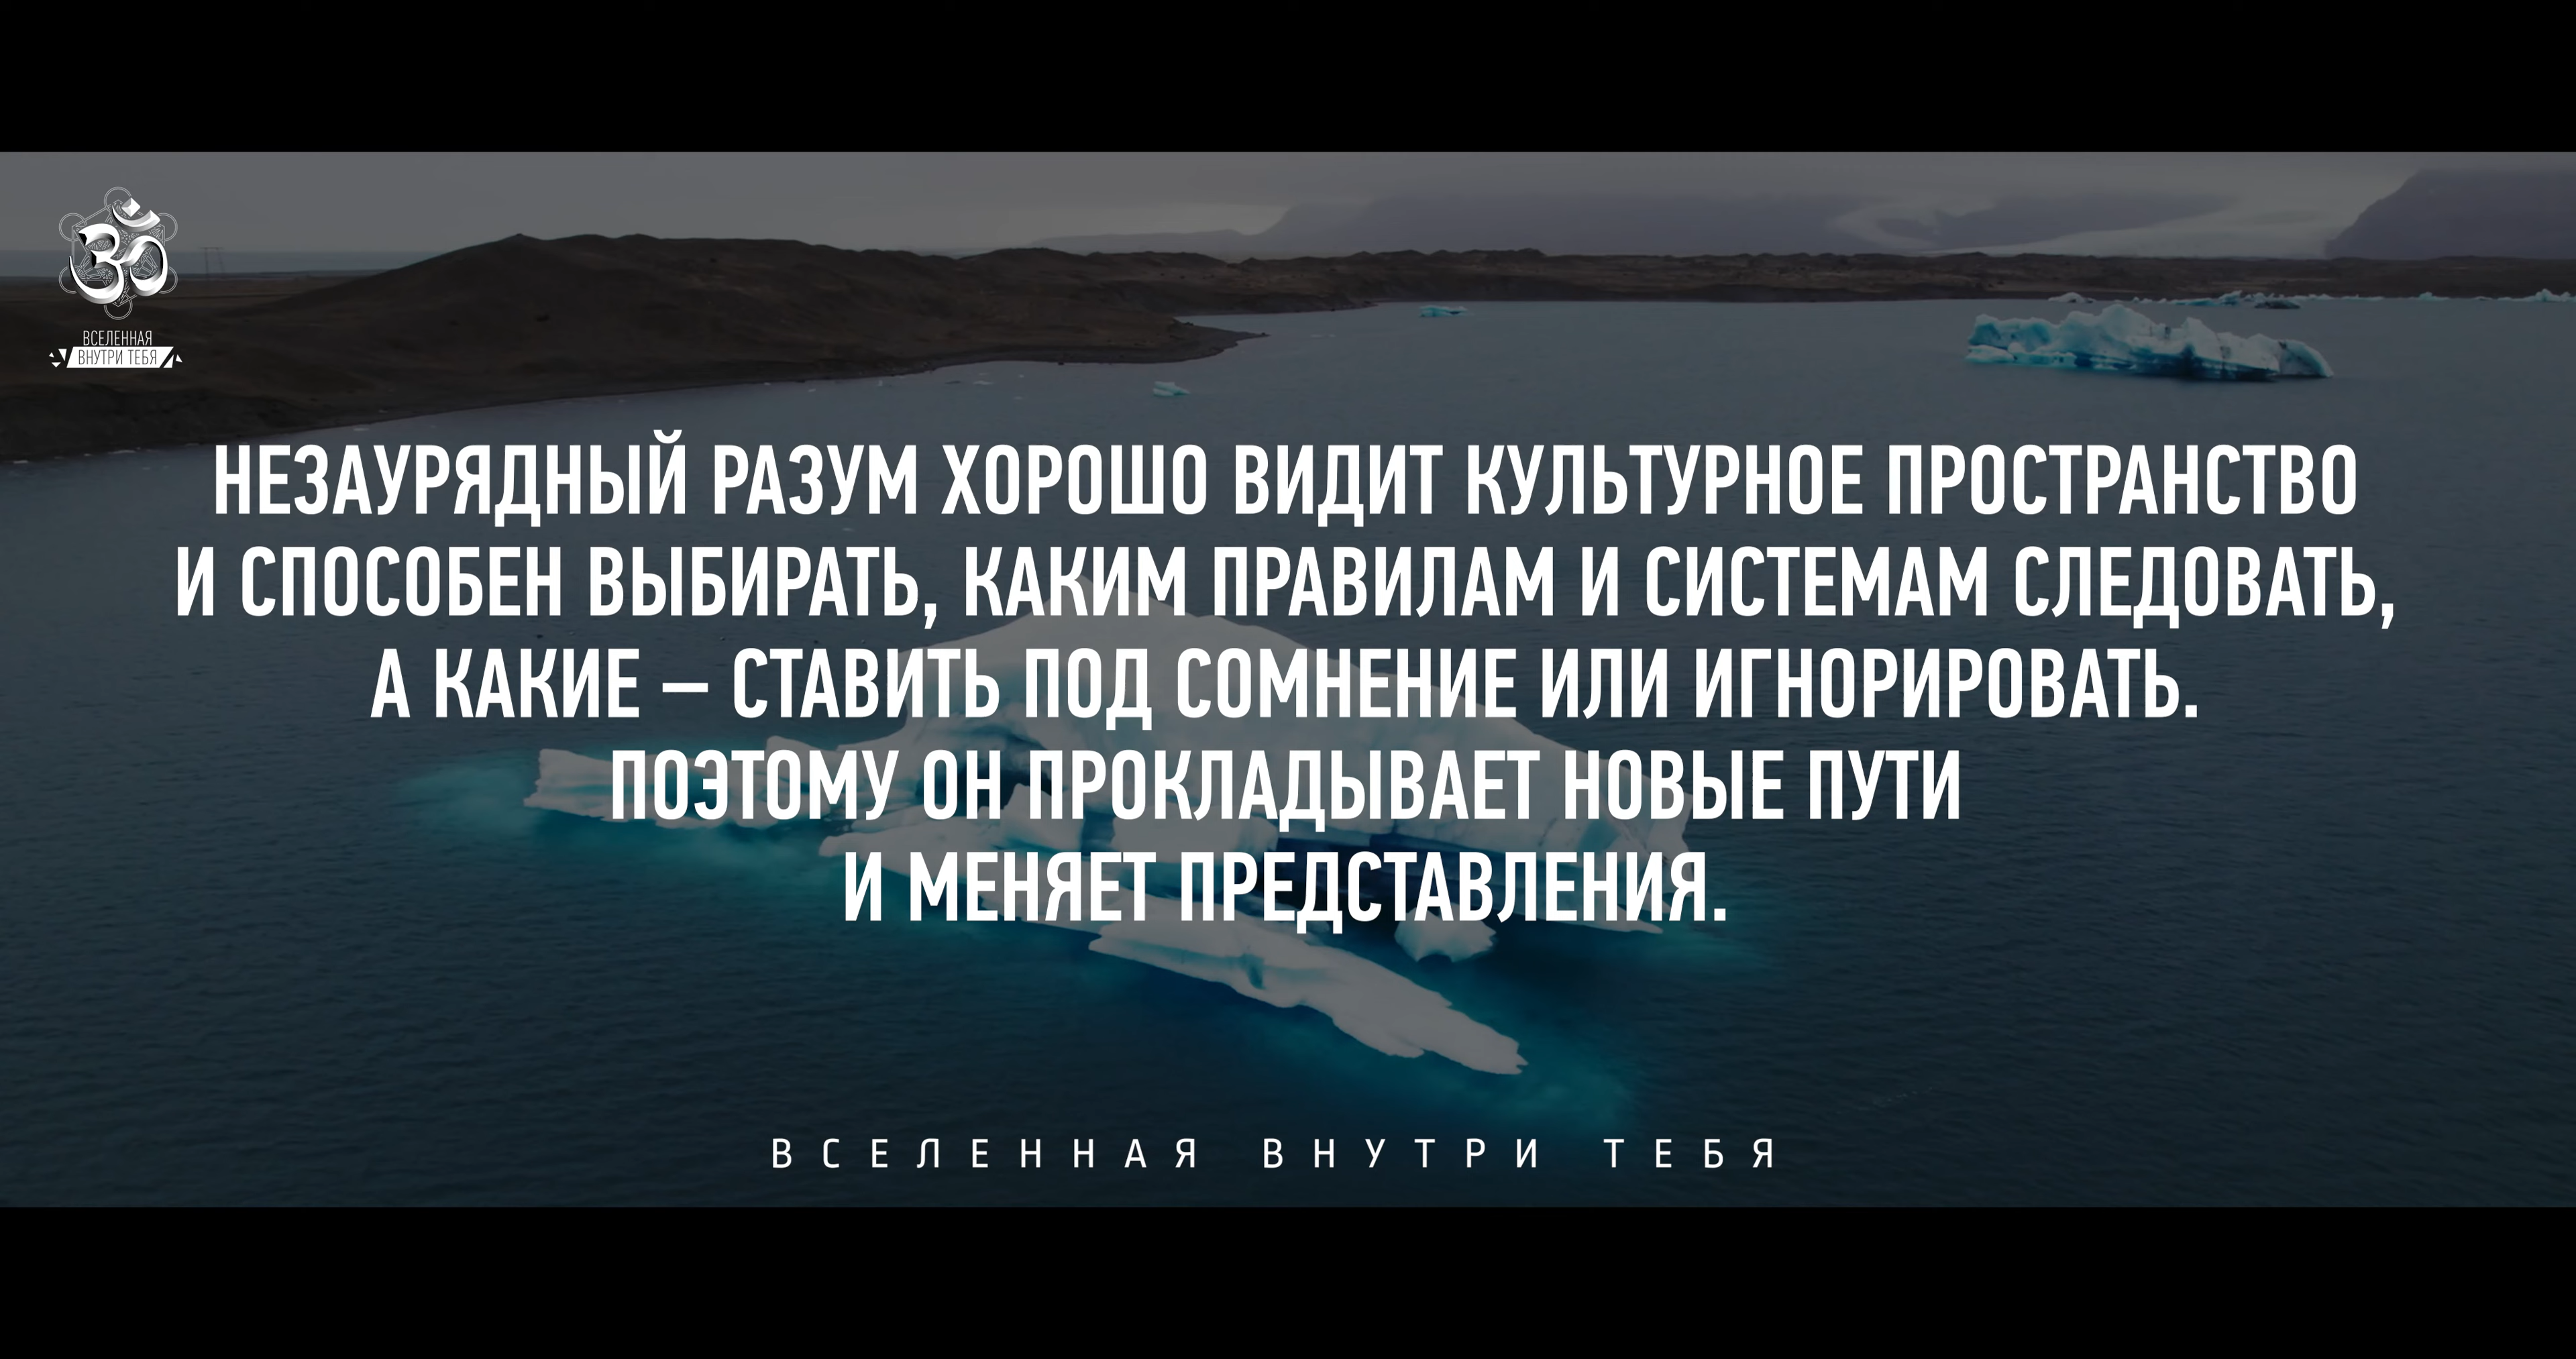 ВСЕЛЕННАЯ
ВНУТРИ ТЕБЯ
НЕЗАУРЯДНЫЙ РАЗУМ ХОРОШО ВИДИТ КУЛЬТУРНОЕ ПРОСТРАНСТВО
И СПОСОБЕН ВЫБИРАТЬ, КАКИМ ПРАВИЛАМ И СИСТЕМАМ СЛЕДОВАТЬ,
А КАКИЕ – СТАВИТЬ ПОД СОМНЕНИЕ ИЛИ ИГНОРИРОВАТЬ.
ПОЭТОМУ ОН ПРОКЛАДЫВАЕТ НОВЫЕ ПУТИ
И МЕНЯЕТ ПРЕДСТАВЛЕНИЯ.
ВСЕЛЕННАЯ ВНУТРИ ТЕБЯ